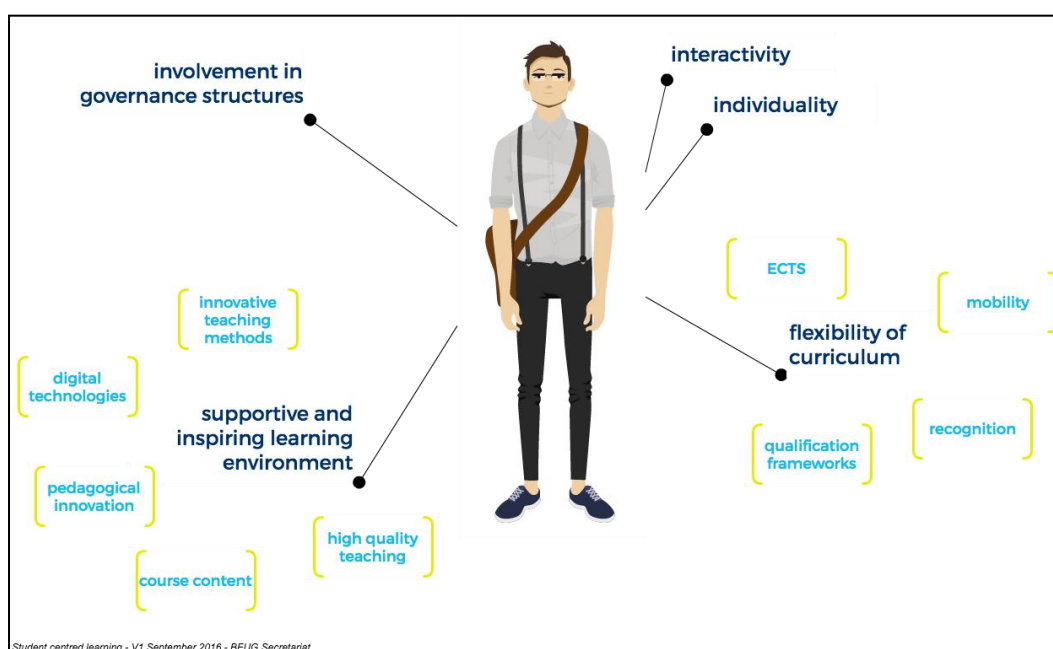 involvement in
governance structures
interactivity
individuality
innovative
teaching
methods
digital
technologies
supportive and
inspiring learning
environment
pedagogical
innovation
high quality
teaching
course content
ECTS
mobility
flexibility of
curriculum
recognition
qualification
frameworks
Student centred learning - V1 September 2016 - BFUG Secretariat